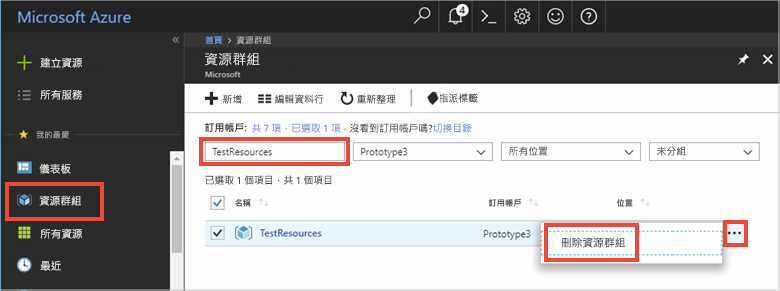 Microsoft Azure
4
建立資源
所有服務
我的最愛
儀表板
資源群組
所有資源
最近
首頁 > 資源群組
資源群組
Microsoft
新增 編輯資料行 重新整理 指派標籤
訂用帳戶: 共 7 項 - 已選取 1 項 - 沒看到訂用帳戶嗎?切換目錄
TestResources Prototype3 所有位置 未分組
已選取 1 個項目 - 共 1 個項目
名稱 訂用帳戶 位置
TestResources Prototype3
刪除資源群組